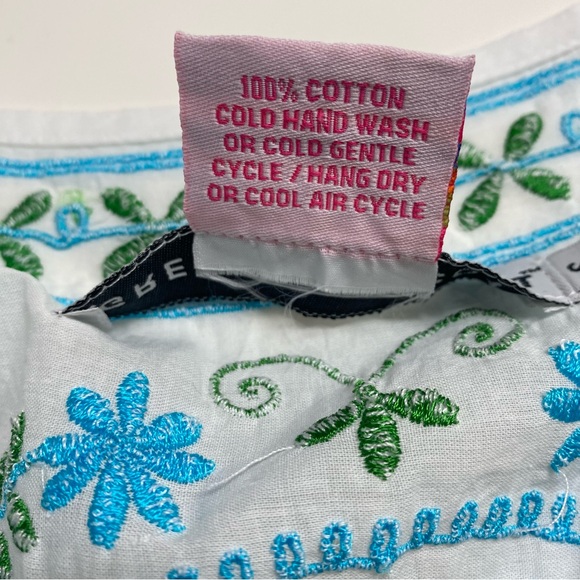 100% COTTON
COLD HAND WASH
OR COLD GENTLE
CYCLE / HANG DRY
OR COOL AIR CYCLE